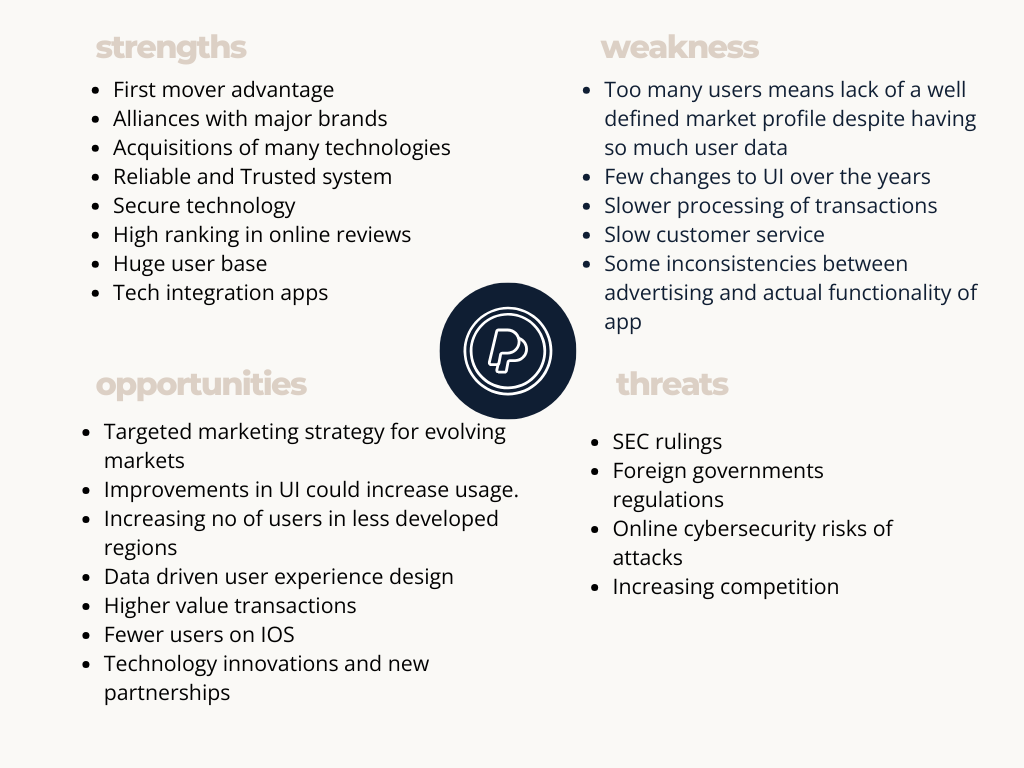 strengths
• First mover advantage
• Alliances with major brands
• Acquisitions of many technologies
• Reliable and Trusted system
• Secure technology
• High ranking in online reviews
• Huge user base
• Tech integration apps
weakness
• Too many users means lack of a well
defined market profile despite having
so much user data
• Few changes to UI over the years
• Slower processing of transactions
• Slow customer service
• Some inconsistencies between
advertising and actual functionality of
app
opportunities
• Targeted marketing strategy for evolving
markets
• Improvements in UI could increase usage.
• Increasing no of users in less developed
regions
• Data driven user experience design
• Higher value transactions
• Fewer users on IOS
• Technology innovations and new
partnerships
threats
• SEC rulings
• Foreign governments
regulations
• Online cybersecurity risks of
attacks
• Increasing competition